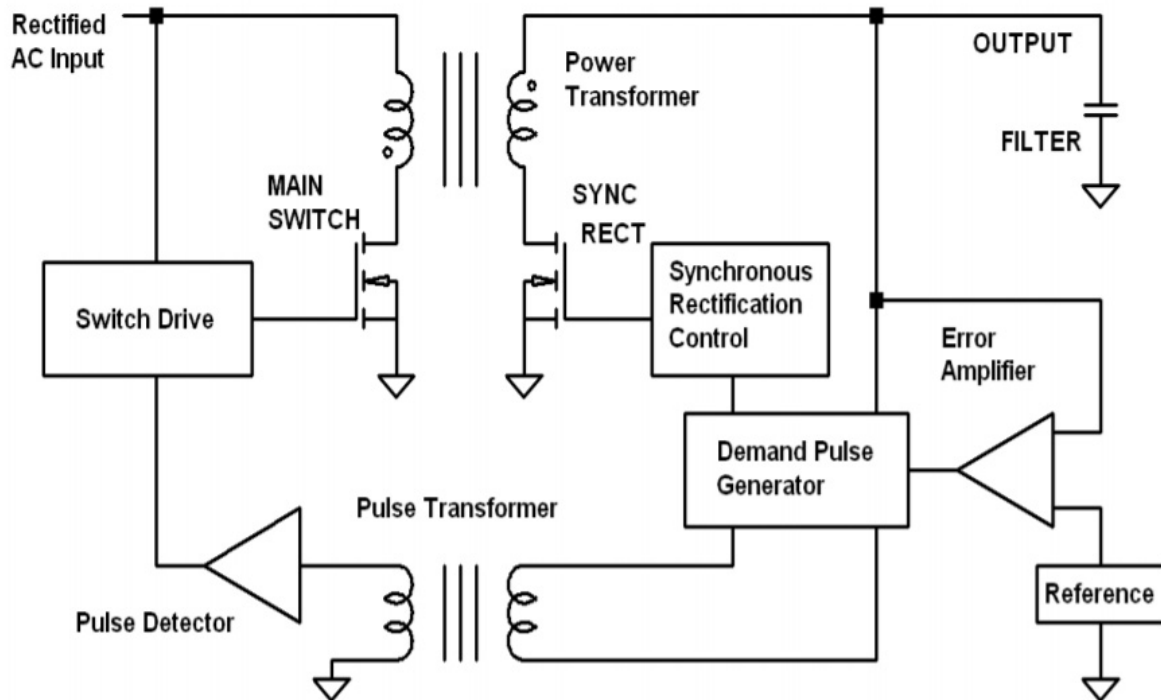 Rectified
AC Input
OUTPUT
Power
Transformer
FILTER
MAIN
SWITCH
SYNC
RECT
Synchronous
Rectification
Control
Switch Drive
Error
Amplifier
Demand Pulse
Generator
Pulse Transformer
Reference
Pulse Detector